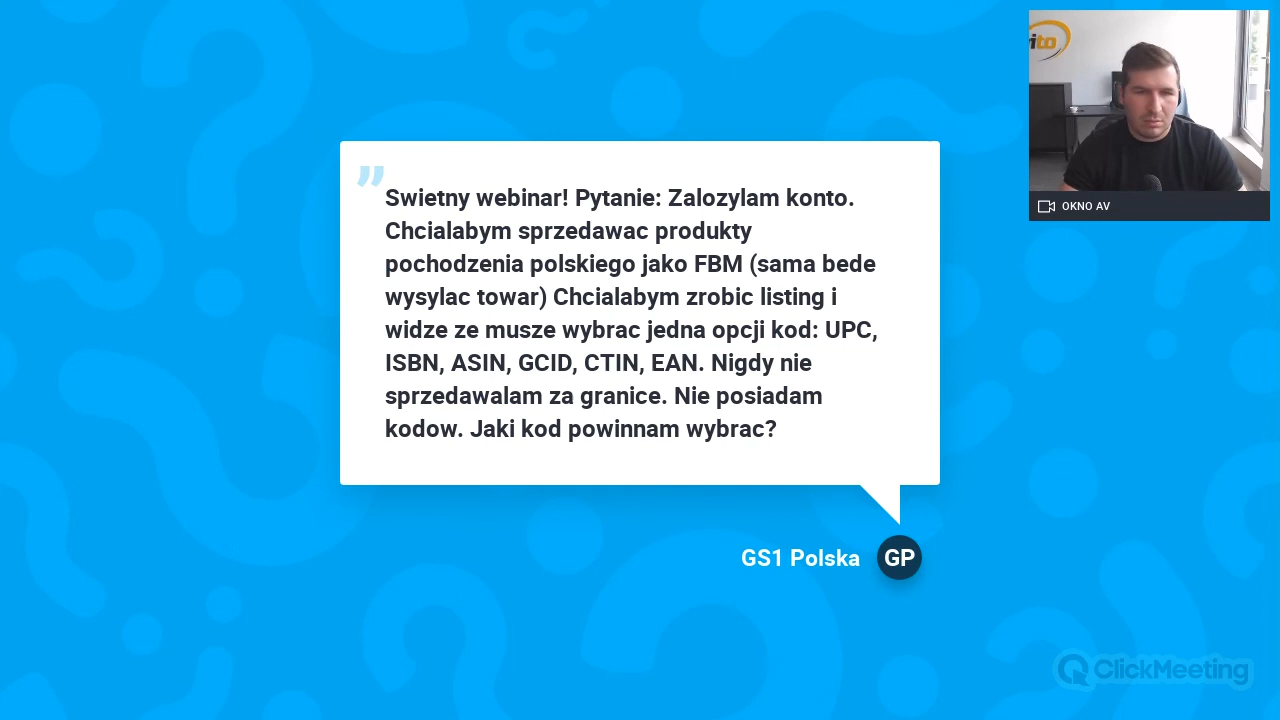 ito
OKNO AV
”
Swietny webinar! Pytanie: Zalozylam konto.
Chcialabym sprzedawac produkty
pochodzenia polskiego jako FBM (sama bede
wysylac towar) Chcialabym zrobic listing i
widze ze musze wybrac jedna opcji kod: UPC,
ISBN, ASIN, GCID, CTIN, EAN. Nigdy nie
sprzedawalam za granice. Nie posiadam
kodow. Jaki kod powinnam wybrac?
GS1 Polska GP
ClickMeeting